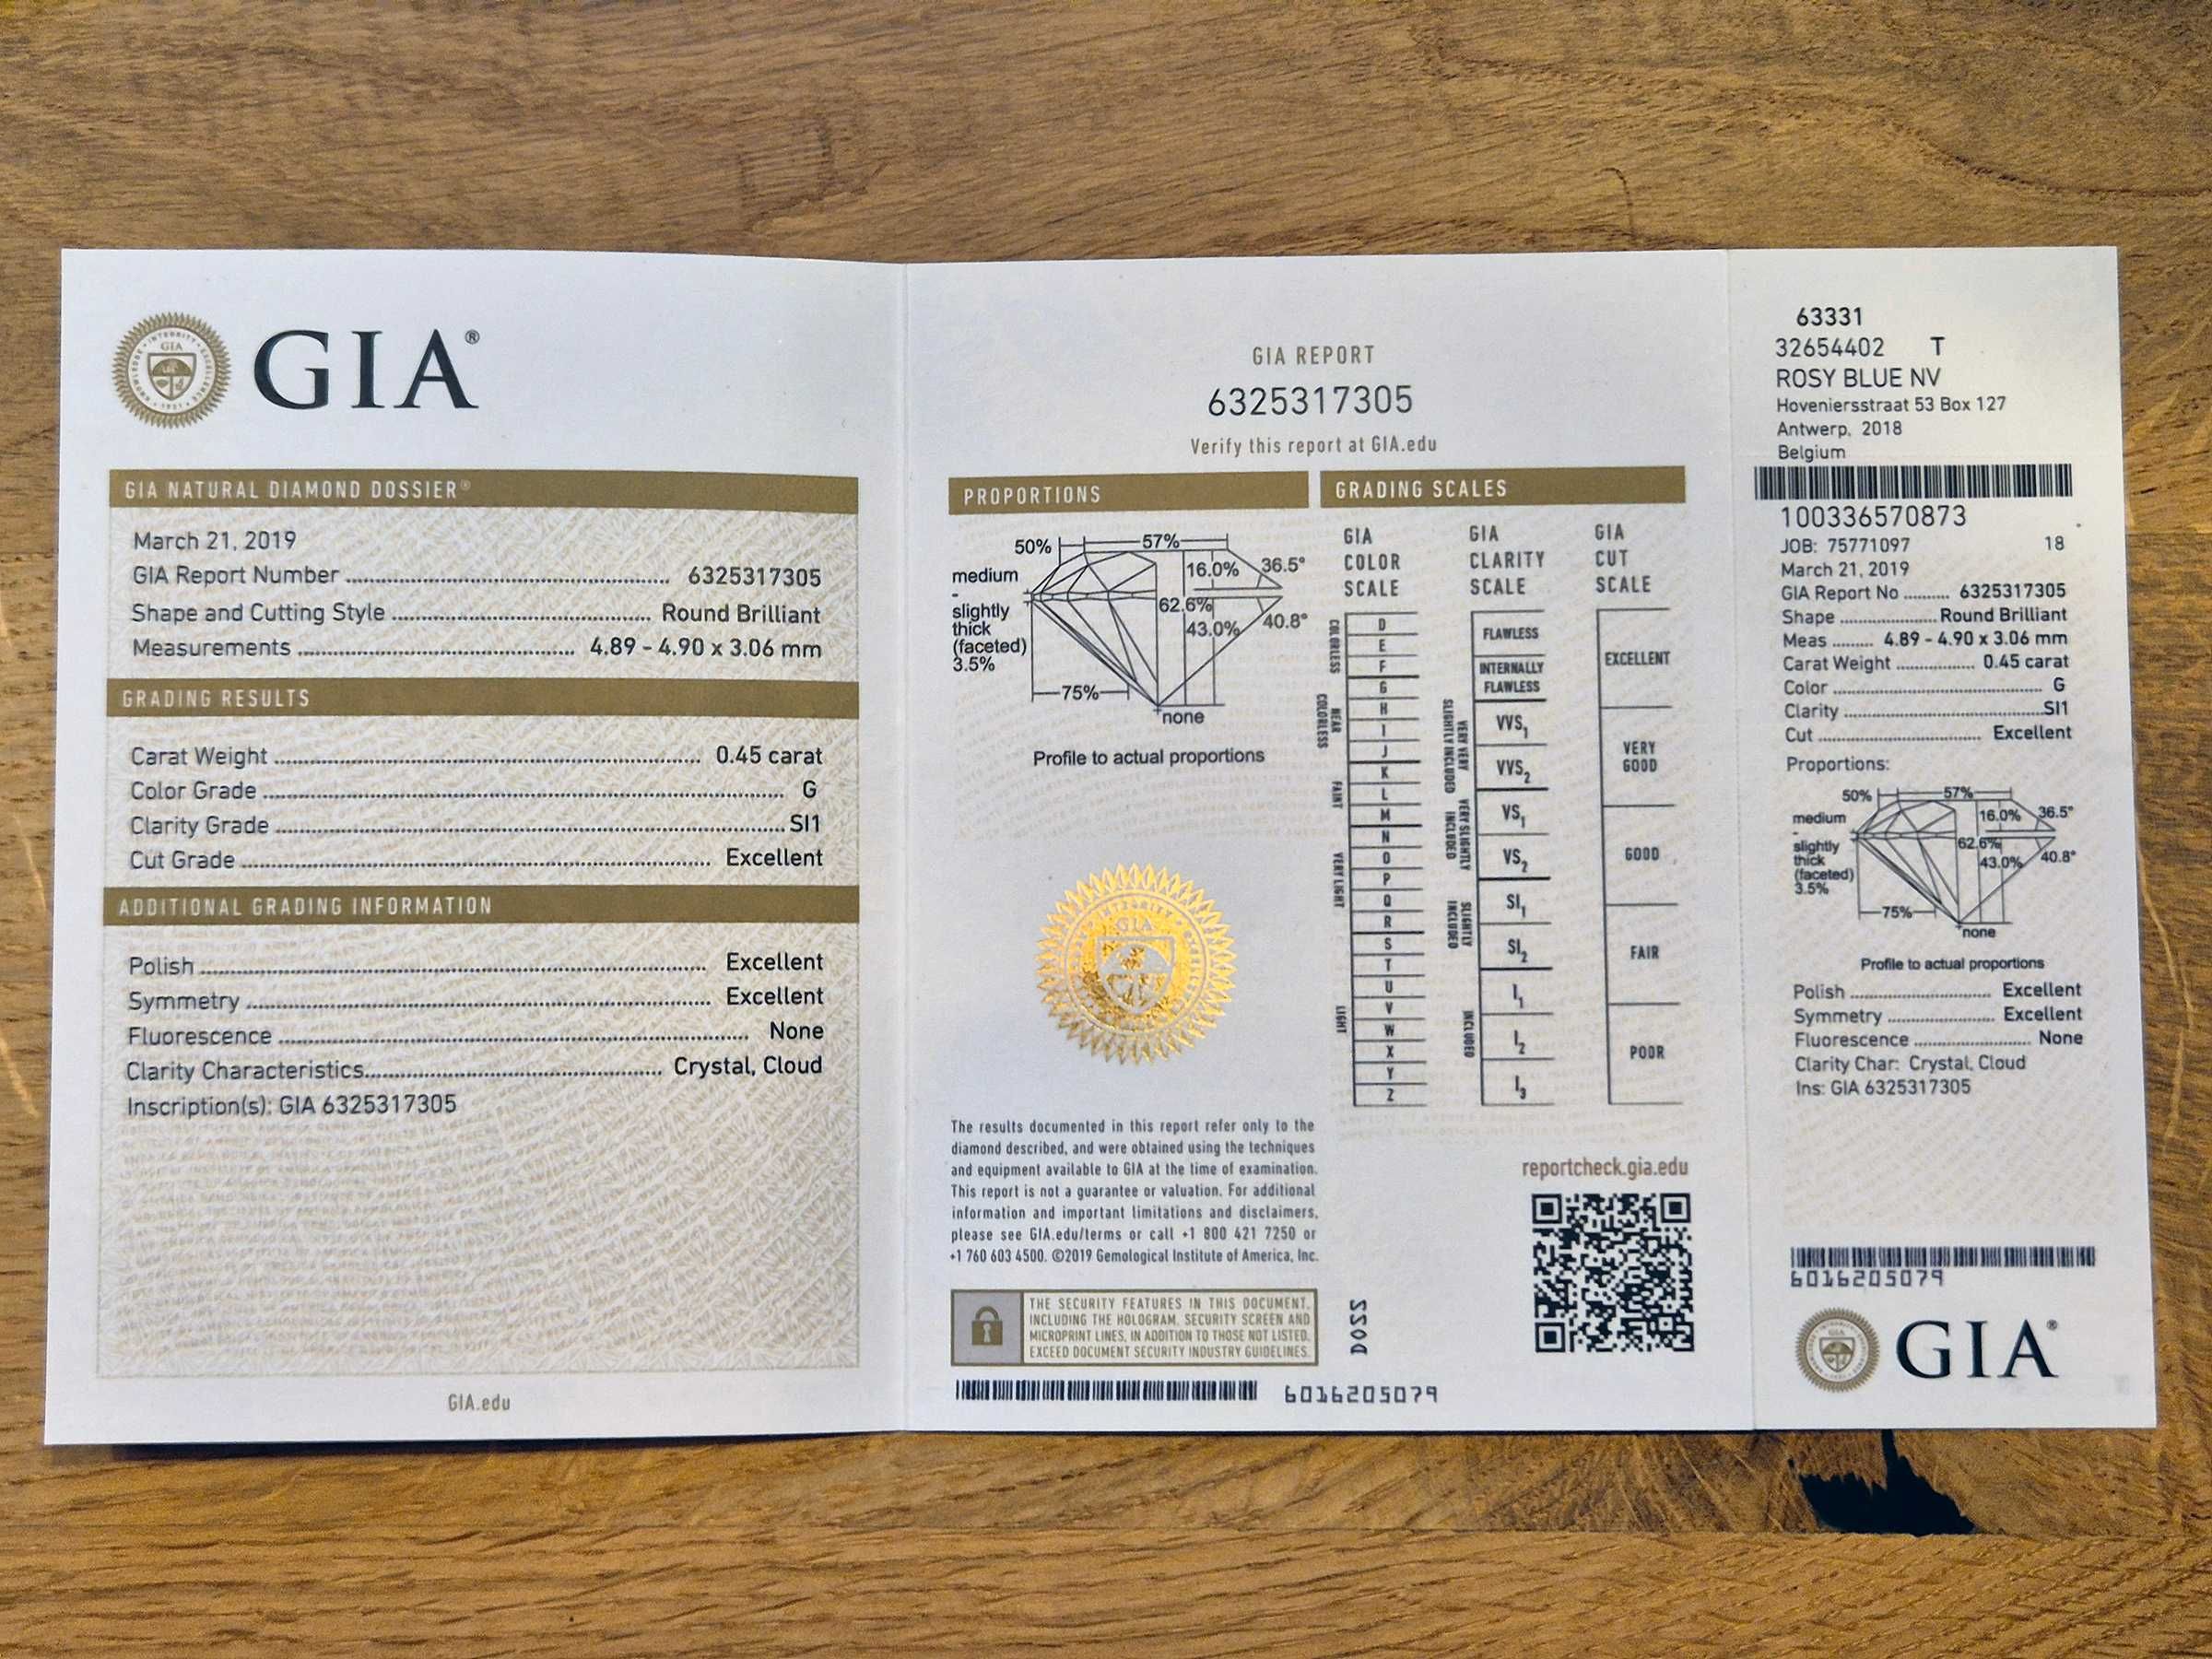 GIA®
GIA NATURAL DIAMOND DOSSIER®
March 21, 2019
GIA Report Number ........ 6325317305
Shape and Cutting Style ........ Round Brilliant
Measurements ........ 4.89 - 4.90 x 3.06 mm
GRADING RESULTS
Carat Weight ........ 0.45 carat
Color Grade ........ G
Clarity Grade ........ SI1
Cut Grade ........ Excellent
ADDITIONAL GRADING INFORMATION
Polish ........ Excellent
Symmetry ........ Excellent
Fluorescence ........ None
Clarity Characteristics ........ Crystal, Cloud
Inscription(s): GIA 6325317305
GIA.edu
GIA REPORT
6325317305
Verify this report at GIA.edu
PROPORTIONS
50%
57%
16.0%
36.5°
medium
-
slightly
thick
(faceted)
3.5%
62.6%
43.0%
40.8°
75%
none
Profile to actual proportions
GIA
The results documented in this report refer only to the
diamond described, and were obtained using the techniques
and equipment available to GIA at the time of examination.
This report is not a guarantee or valuation. For additional
information and important limitations and disclaimers,
please see GIA.edu/terms or call +1 800 421 7250 or
+1 760 603 4500. ©2019 Gemological Institute of America, Inc.
THE SECURITY FEATURES IN THIS DOCUMENT,
INCLUDING THE HOLOGRAM, SECURITY SCREEN AND
MICROPRINT LINES, IN ADDITION TO THOSE NOT LISTED,
EXCEED DOCUMENT SECURITY INDUSTRY GUIDELINES.
6016205079
GRADING SCALES
GIA
COLOR
SCALE
COLORLESS
D
E
F
NEAR
COLORLESS
G
H
I
J
FAINT
K
L
M
VERY LIGHT
N
O
P
Q
R
LIGHT
S
T
U
V
W
X
Y
Z
GIA
CLARITY
SCALE
FLAWLESS
INTERNALLY
FLAWLESS
VERY VERY
SLIGHTLY INCLUDED
VVS1
VVS2
VERY SLIGHTLY
INCLUDED
VS1
VS2
SLIGHTLY
INCLUDED
SI1
SI2
INCLUDED
I1
I2
I3
GIA
CUT
SCALE
EXCELLENT
VERY
GOOD
GOOD
FAIR
POOR
reportcheck.gia.edu
63331
32654402 T
ROSY BLUE NV
Hoveniersstraat 53 Box 127
Antwerp, 2018
Belgium
100336570873
JOB: 75771097 18
March 21, 2019
GIA Report No ........ 6325317305
Shape ........ Round Brilliant
Meas ........ 4.89 - 4.90 x 3.06 mm
Carat Weight ........ 0.45 carat
Color ........ G
Clarity ........ SI1
Cut ........ Excellent
Proportions:
50%
57%
16.0%
36.5°
medium
-
slightly
thick
(faceted)
3.5%
62.6%
43.0%
40.8°
75%
none
Profile to actual proportions
Polish ........ Excellent
Symmetry ........ Excellent
Fluorescence ........ None
Clarity Char: Crystal, Cloud
Ins: GIA 6325317305
6016205079
GIA®